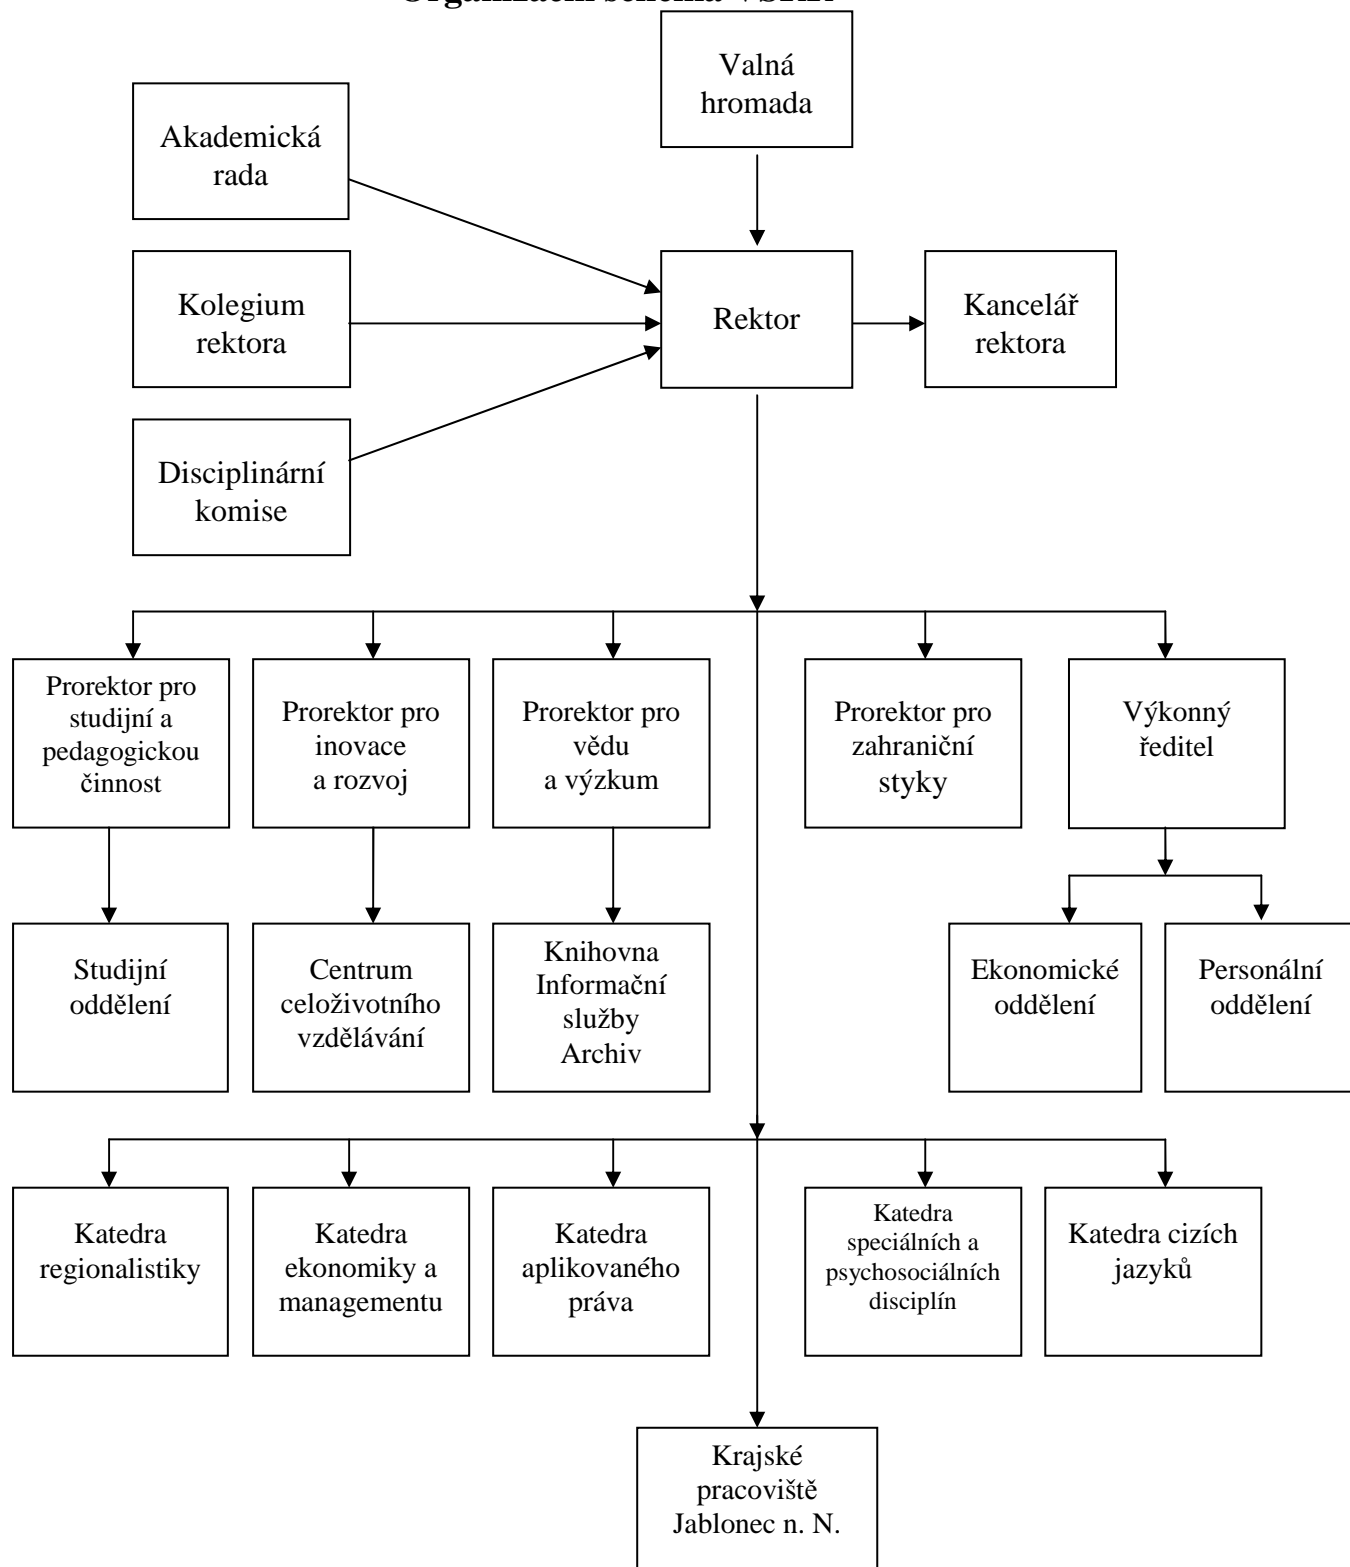 Valná
hromada
Akademická
rada
Kolegium
rektora
Rektor
Kancelář
rektora
Disciplinární
komise
Prorektor pro
studijní a
pedagogickou
činnost
Prorektor pro
inovace
a rozvoj
Prorektor pro
vědu
a výzkum
Prorektor pro
zahraniční
styky
Výkonný
ředitel
Studijní
oddělení
Centrum
celoživotního
vzdělávání
Knihovna
Informační
služby
Archiv
Ekonomické
oddělení
Personální
oddělení
Katedra
regionalistiky
Katedra
ekonomiky a
managementu
Katedra
aplikovaného
práva
Katedra
speciálních a
psychosociálních
disciplín
Katedra cizích
jazyků
Krajské
pracoviště
Jablonec n. N.